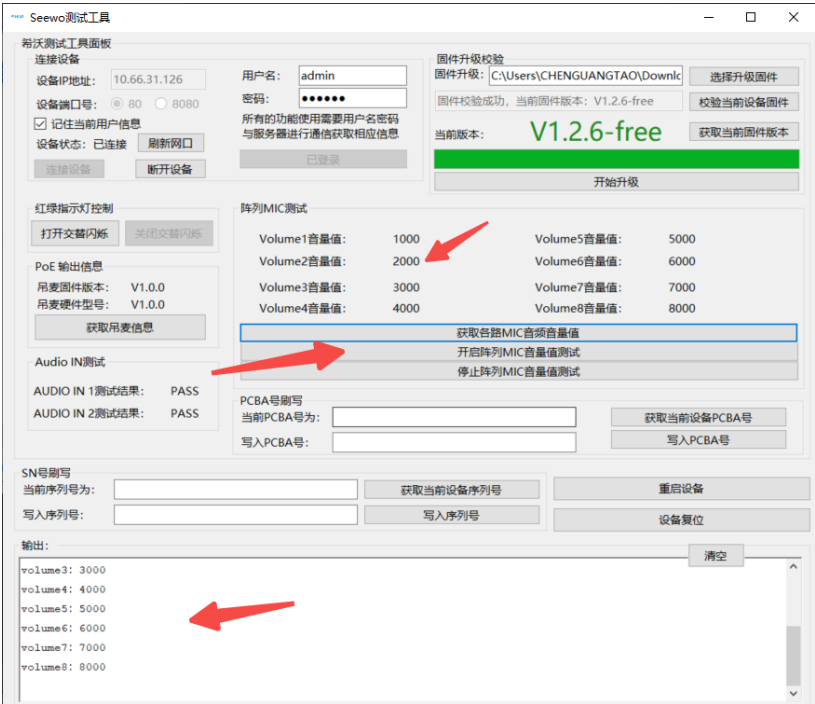 Seewo测试工具
希沃测试工具面板
连接设备
设备IP地址: 10.66.31.126
设备端口号: 80 8080
记住当前用户信息
设备状态: 已连接 刷新网口
连接设备 断开设备
用户名: admin
密码: ●●●●●●
所有的功能使用需要用户名密码
与服务器进行通信获取相应信息
已登录
固件升级校验
固件升级: C:\Users\CHENGUANGTAO\Downlc 选择升级固件
固件校验成功, 当前固件版本: V1.2.6-free 校验当前设备固件
当前版本: V1.2.6-free 获取当前固件版本
开始升级
红绿指示灯控制
打开交替闪烁 关闭交替闪烁
PoE 输出信息
吊麦固件版本: V1.0.0
吊麦硬件型号: V1.0.0
获取吊麦信息
Audio IN测试
AUDIO IN 1测试结果: PASS
AUDIO IN 2测试结果: PASS
阵列MIC测试
Volume1音量值: 1000 Volume5音量值: 5000
Volume2音量值: 2000 Volume6音量值: 6000
Volume3音量值: 3000 Volume7音量值: 7000
Volume4音量值: 4000 Volume8音量值: 8000
获取各路MIC音频音量值
开启阵列MIC音量值测试
停止阵列MIC音量值测试
PCBA号刷写
当前PCBA号为: 获取当前设备PCBA号
写入PCBA号: 写入PCBA号
SN号刷写
当前序列号为: 获取当前设备序列号 重启设备
写入序列号: 写入序列号 设备复位
输出:
清空
volume3: 3000
volume4: 4000
volume5: 5000
volume6: 6000
volume7: 7000
volume8: 8000